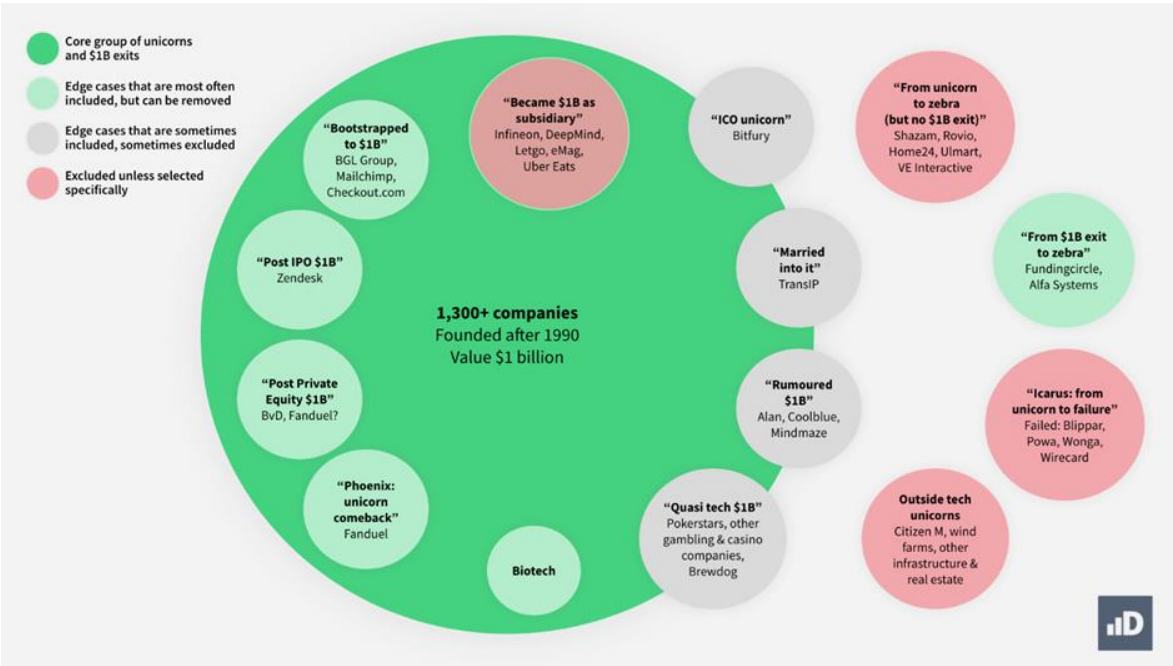 Core group of unicorns
and $1B exits
Edge cases that are most often
included, but can be removed
Edge cases that are sometimes
included, sometimes excluded
Excluded unless selected
specifically
“Bootstrapped
to $1B”
BGL Group,
Mailchimp,
Checkout.com
“Became $1B as
subsidiary”
Infineon, DeepMind,
Letgo, eMag,
Uber Eats
“ICO unicorn”
Bitfury
“From unicorn
to zebra
(but no $1B exit)”
Shazam, Rovio,
Home24, Ulmart,
VE Interactive
“Post IPO $1B”
Zendesk
“Married
into it”
TransIP
“From $1B exit
to zebra”
Fundingcircle,
Alfa Systems
1,300+ companies
Founded after 1990
Value $1 billion
“Post Private
Equity $1B”
BvD, Fanduel?
“Rumoured
$1B”
Alan, Coolblue,
Mindmaze
“Icarus: from
unicorn to failure”
Failed: Blippar,
Powa, Wonga,
Wirecard
“Phoenix:
unicorn
comeback”
Fanduel
Biotech
“Quasi tech $1B”
Pokerstars, other
gambling & casino
companies,
Brewdog
Outside tech
unicorns
Citizen M, wind
farms, other
infrastructure &
real estate
D